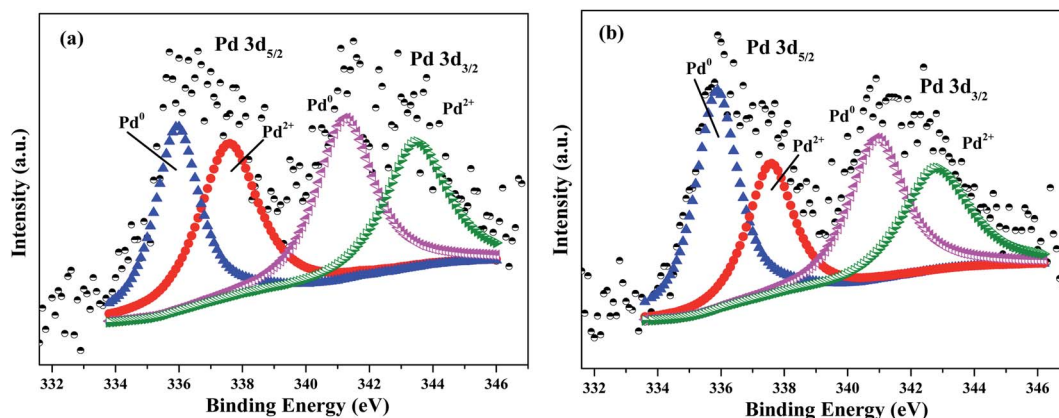 (a)
Pd 3d5/2
Pd 3d3/2
Pd0
Pd2+
Pd0
Pd2+
Intensity (a.u.)
332 334 336 338 340 342 344 346
Binding Energy (eV)
(b)
Pd 3d5/2
Pd 3d3/2
Pd0
Pd2+
Pd0
Pd2+
Intensity (a.u.)
332 334 336 338 340 342 344 346
Binding Energy (eV)